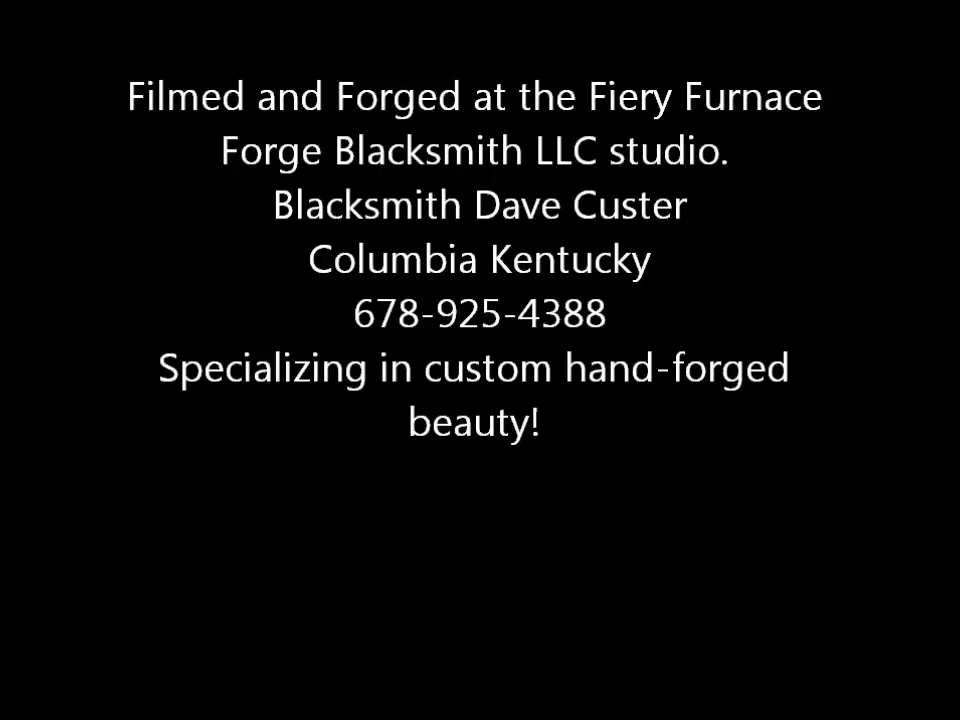 Filmed and Forged at the Fiery Furnace
Forge Blacksmith LLC studio.
Blacksmith Dave Custer
Columbia Kentucky
678-925-4388
Specializing in custom hand-forged
beauty!